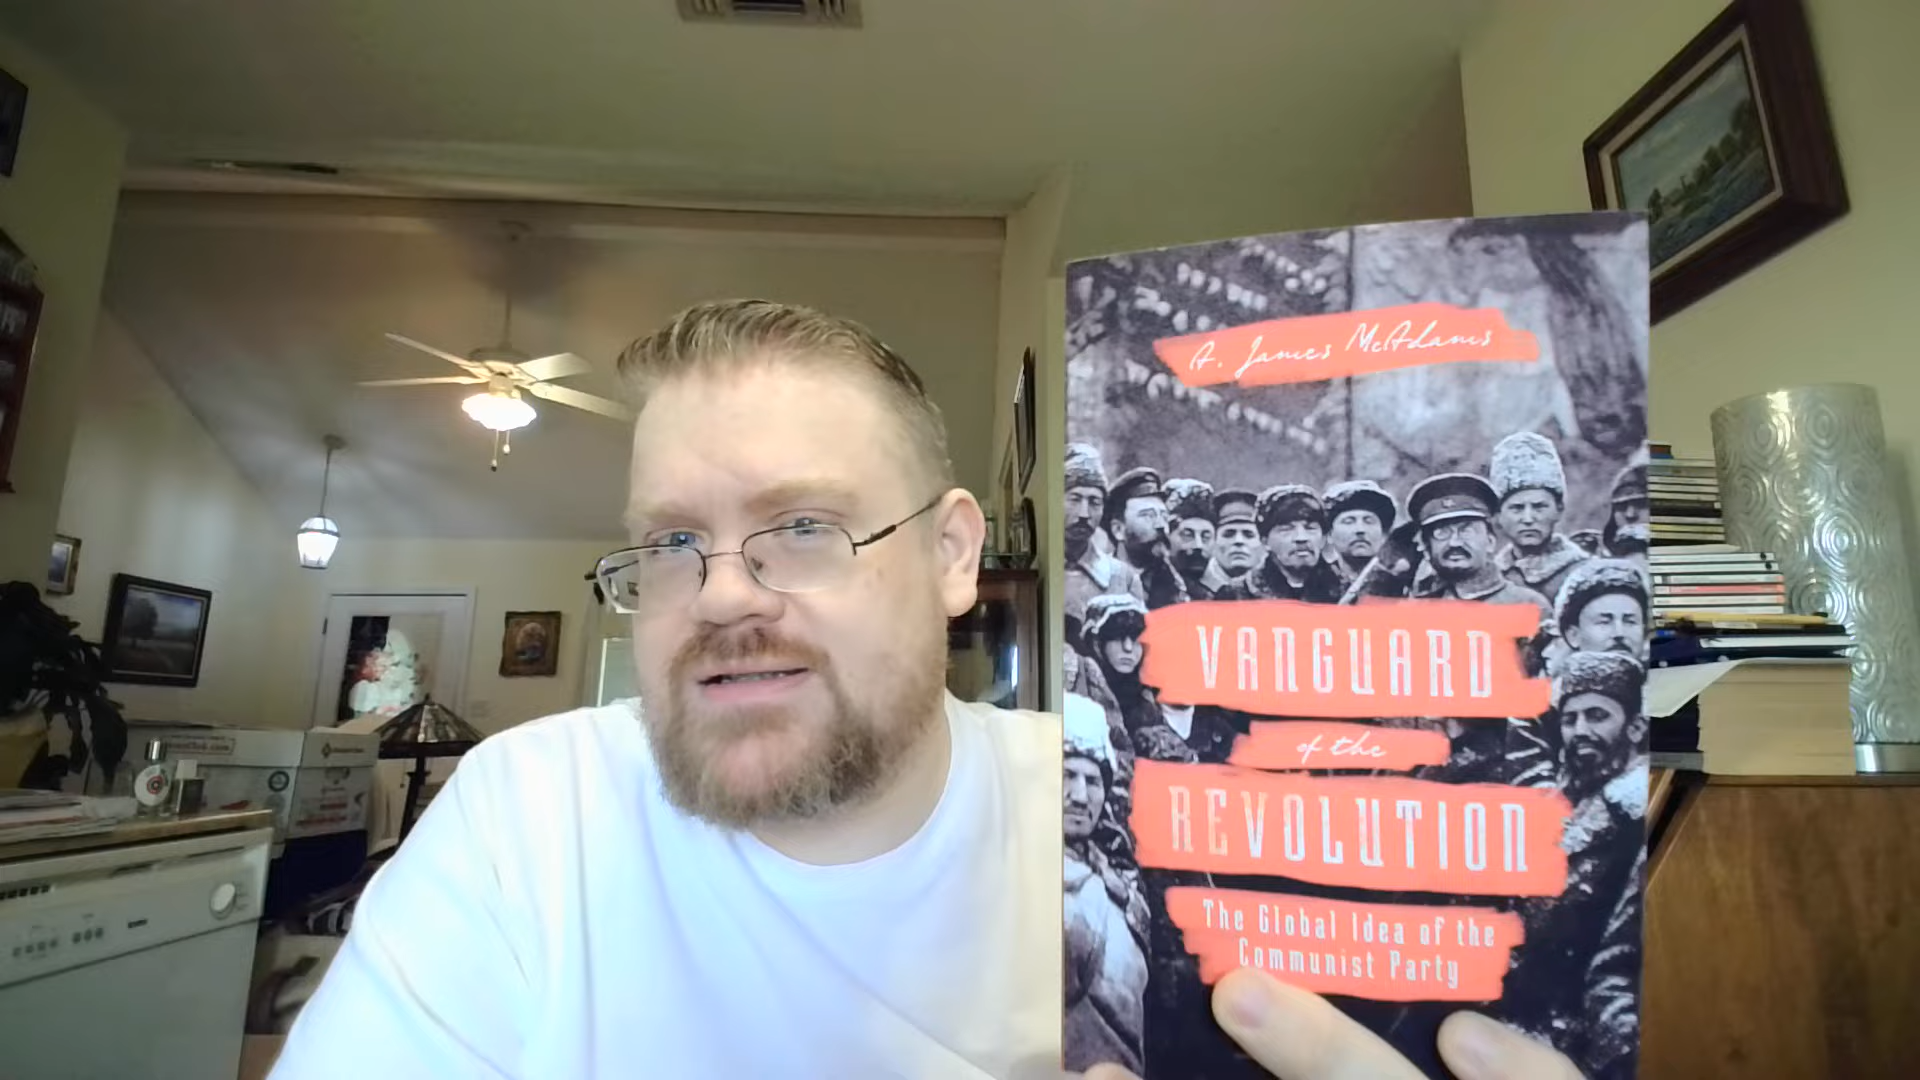 A. James McAdams
VANGUARD
of the
REVOLUTION
The Global Idea of the
Communist Party